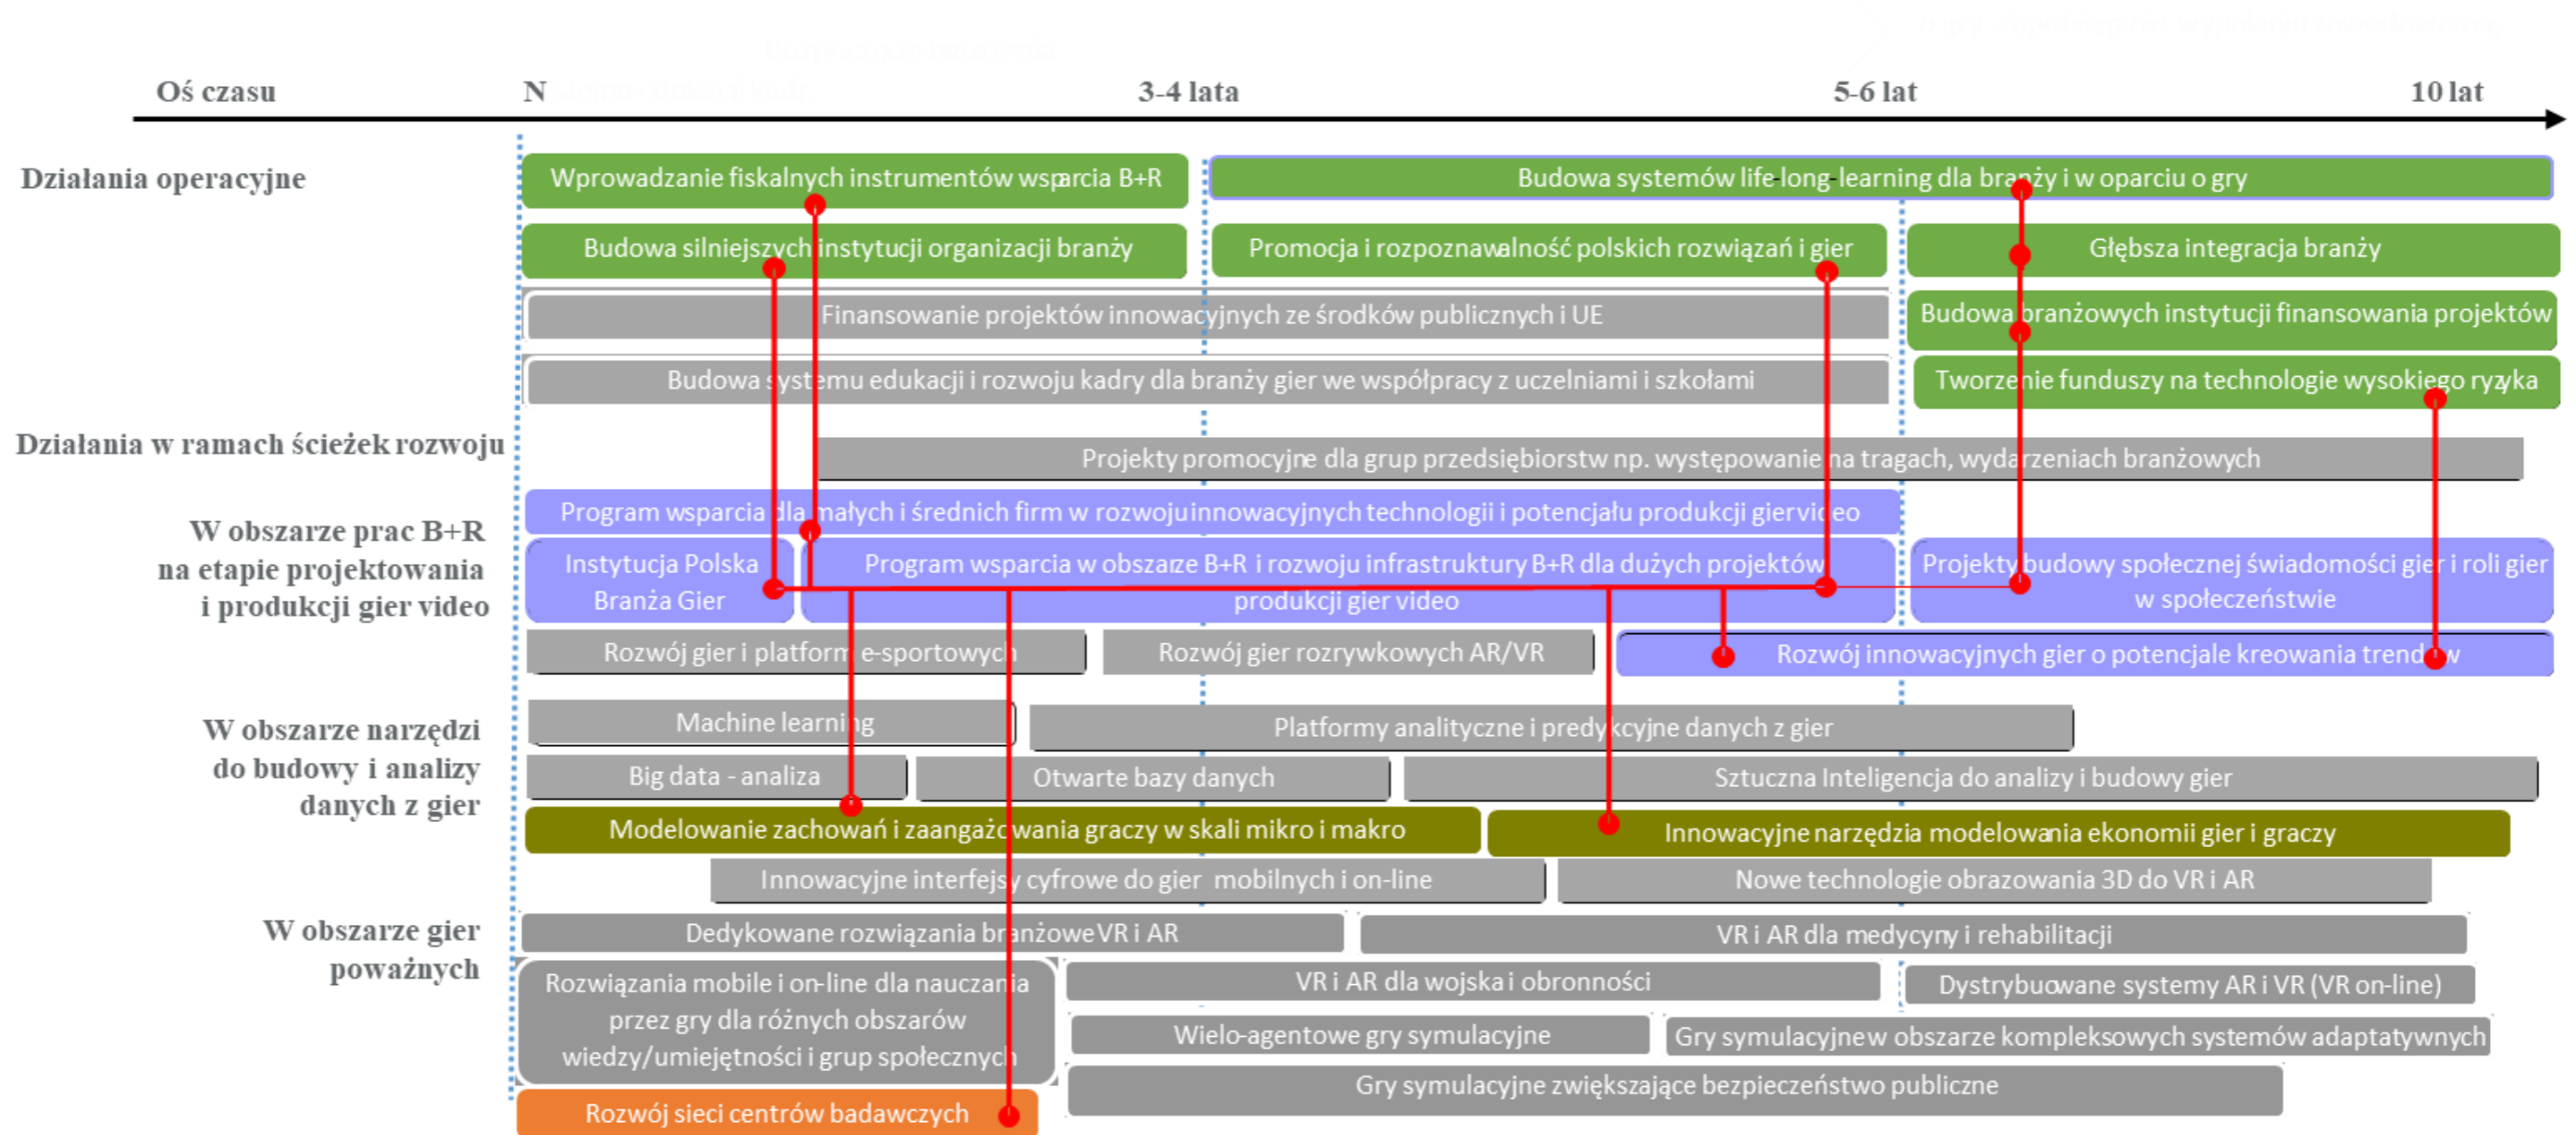 Oś czasu
N
3-4 lata
5-6 lat
10 lat
Działania operacyjne
Wprowadzanie fiskalnych instrumentów wsparcia B+R
Budowa systemów life-long-learning dla branży i w oparciu o gry
Budowa silniejszych instytucji organizacji branży
Promocja i rozpoznawalność polskich rozwiązań i gier
Głębsza integracja branży
Finansowanie projektów innowacyjnych ze środków publicznych i UE
Budowa branżowych instytucji finansowania projektów
Budowa systemu edukacji i rozwoju kadry dla branży gier we współpracy z uczelniami i szkołami
Tworzenie funduszy na technologie wysokiego ryzyka
Działania w ramach ścieżek rozwoju
Projekty promocyjne dla grup przedsiębiorstw np. występowanie na tragach, wydarzeniach branżowych
W obszarze prac B+R
na etapie projektowania
i produkcji gier video
Program wsparcia dla małych i średnich firm w rozwoju innowacyjnych technologii i potencjału produkcji gier video
Instytucja Polska
Branża Gier
Program wsparcia w obszarze B+R i rozwoju infrastruktury B+R dla dużych projektów
produkcji gier video
Projekty budowy społecznej świadomości gier i roli gier
w społeczeństwie
Rozwój gier i platform e-sportowych
Rozwój gier rozrywkowych AR/VR
Rozwój innowacyjnych gier o potencjale kreowania trendów
W obszarze narzędzi
do budowy i analizy
danych z gier
Machine learning
Platformy analityczne i predykcyjne danych z gier
Big data - analiza
Otwarte bazy danych
Sztuczna Inteligencja do analizy i budowy gier
Modelowanie zachowań i zaangażowania graczy w skali mikro i makro
Innowacyjne narzędzia modelowania ekonomii gier i graczy
Innowacyjne interfejsy cyfrowe do gier mobilnych i on-line
Nowe technologie obrazowania 3D do VR i AR
W obszarze gier
poważnych
Dedykowane rozwiązania branżowe VR i AR
VR i AR dla medycyny i rehabilitacji
Rozwiązania mobile i on-line dla nauczania
przez gry dla różnych obszarów
wiedzy/umiejętności i grup społecznych
VR i AR dla wojska i obronności
Dystrybuowane systemy AR i VR (VR on-line)
Wielo-agentowe gry symulacyjne
Gry symulacyjne w obszarze kompleksowych systemów adaptatywnych
Gry symulacyjne zwiększające bezpieczeństwo publiczne
Rozwój sieci centrów badawczych